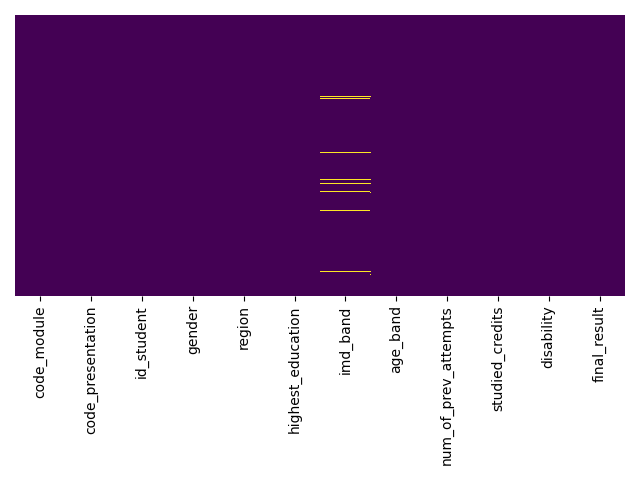 code_module
code_presentation
id_student
gender
region
highest_education
imd_band
age_band
num_of_prev_attempts
studied_credits
disability
final_result